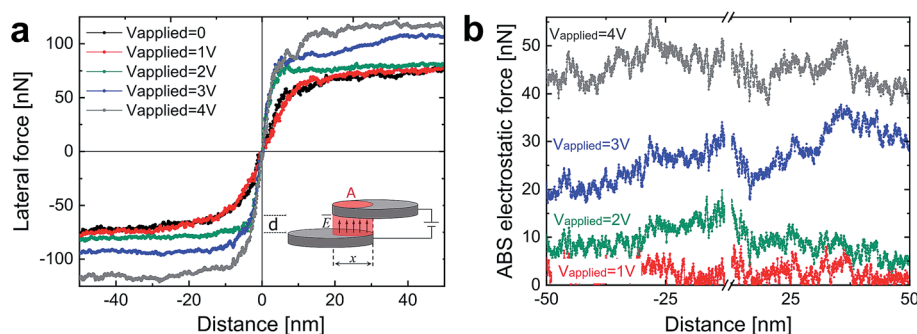 a
Lateral force [nN]
100
50
0
-50
-100
Vapplied=0
Vapplied=1V
Vapplied=2V
Vapplied=3V
Vapplied=4V
A
E
d
x
-40
-20
0
20
40
Distance [nm]
b
ABS electrostatic force [nN]
50
40
30
20
10
0
Vapplied=4V
Vapplied=3V
Vapplied=2V
Vapplied=1V
-50
-25
25
50
Distance [nm]